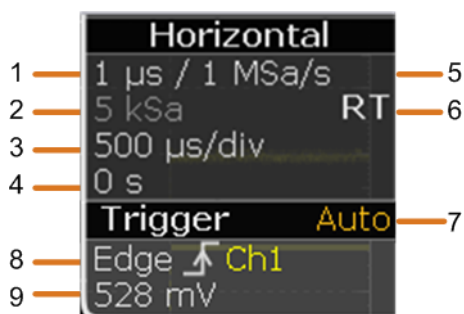 Horizontal
1 1 µs / 1 MSa/s 5
2 5 kSa RT 6
3 500 µs/div
4 0 s
Trigger Auto 7
8 Edge Ch1
9 528 mV